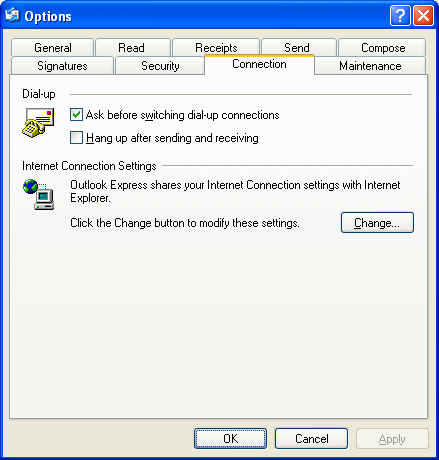 Options
General Read Receipts Send Compose
Signatures Security Connection Maintenance
Dial-up
Ask before switching dial-up connections
Hang up after sending and receiving
Internet Connection Settings
Outlook Express shares your Internet Connection settings with Internet
Explorer.
Click the Change button to modify these settings.
Change...
OK Cancel Apply